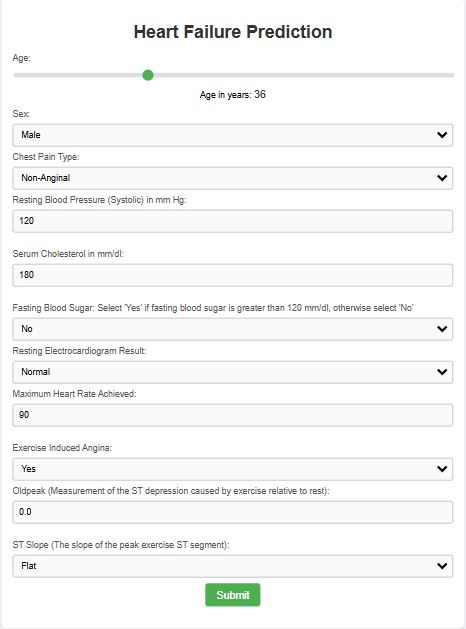 Heart Failure Prediction
Age:
Age in years: 36
Sex:
Male
Chest Pain Type:
Non-Anginal
Resting Blood Pressure (Systolic) in mm Hg:
120
Serum Cholesterol in mm/dl:
180
Fasting Blood Sugar: Select 'Yes' if fasting blood sugar is greater than 120 mm/dl, otherwise select 'No'
No
Resting Electrocardiogram Result:
Normal
Maximum Heart Rate Achieved:
90
Exercise Induced Angina:
Yes
Oldpeak (Measurement of the ST depression caused by exercise relative to rest):
0.0
ST Slope (The slope of the peak exercise ST segment):
Flat
Submit